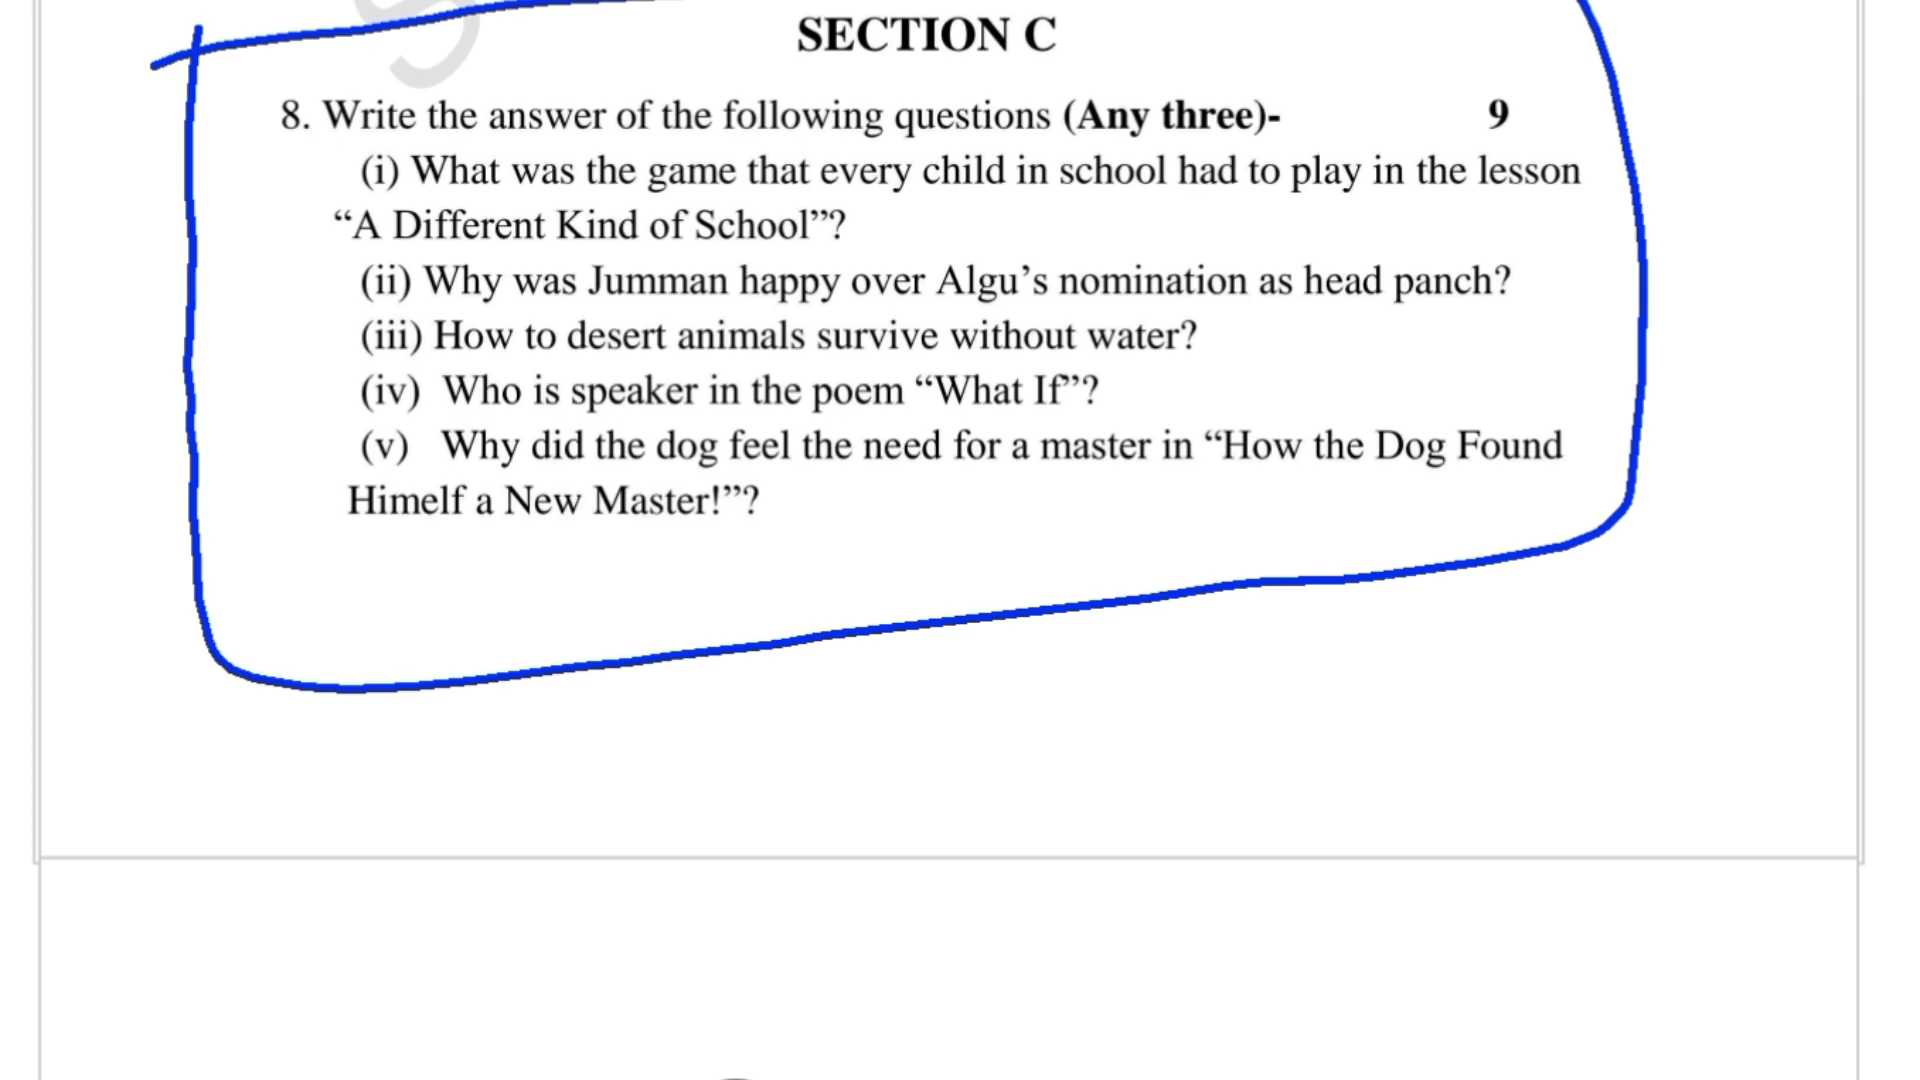 SECTION C
8. Write the answer of the following questions (Any three)- 9
(i) What was the game that every child in school had to play in the lesson
“A Different Kind of School”?
(ii) Why was Jumman happy over Algu’s nomination as head panch?
(iii) How to desert animals survive without water?
(iv) Who is speaker in the poem “What If”?
(v) Why did the dog feel the need for a master in “How the Dog Found
Himelf a New Master!”?